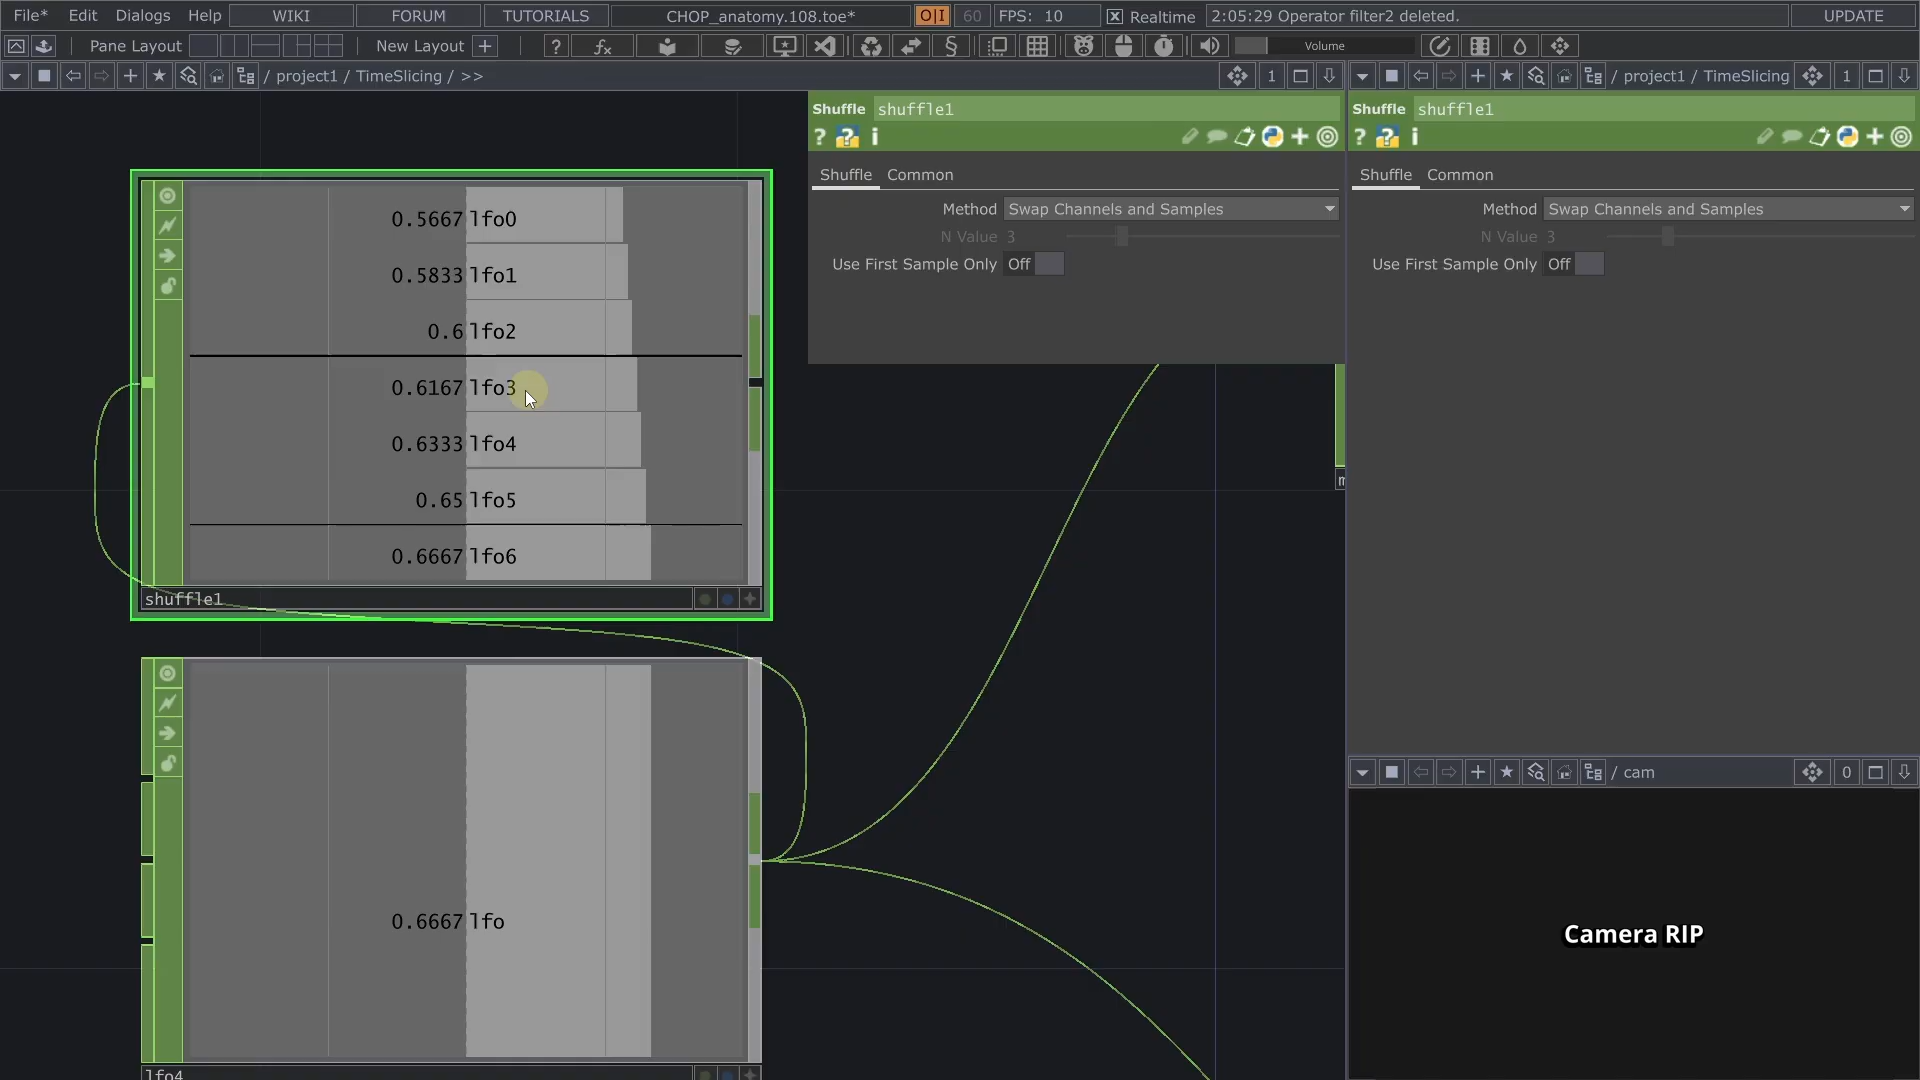 File* Edit Dialogs Help WIKI FORUM TUTORIALS CHOP_anatomy.108.toe* O|I 60 FPS: 10 Realtime 2:05:29 Operator filter2 deleted. UPDATE
Pane Layout New Layout + ? fx Volume
/ project1 / TimeSlicing / >> 1
/ project1 / TimeSlicing 1
Shuffle shuffle1
Shuffle Common
Method Swap Channels and Samples
N Value 3
Use First Sample Only Off
Shuffle shuffle1
Shuffle Common
Method Swap Channels and Samples
N Value 3
Use First Sample Only Off
0.5667 lfo0
0.5833 lfo1
0.6 lfo2
0.6167 lfo3
0.6333 lfo4
0.65 lfo5
0.6667 lfo6
shuffle1
m
0.6667 lfo
lfo4
/ cam 0
Camera RIP